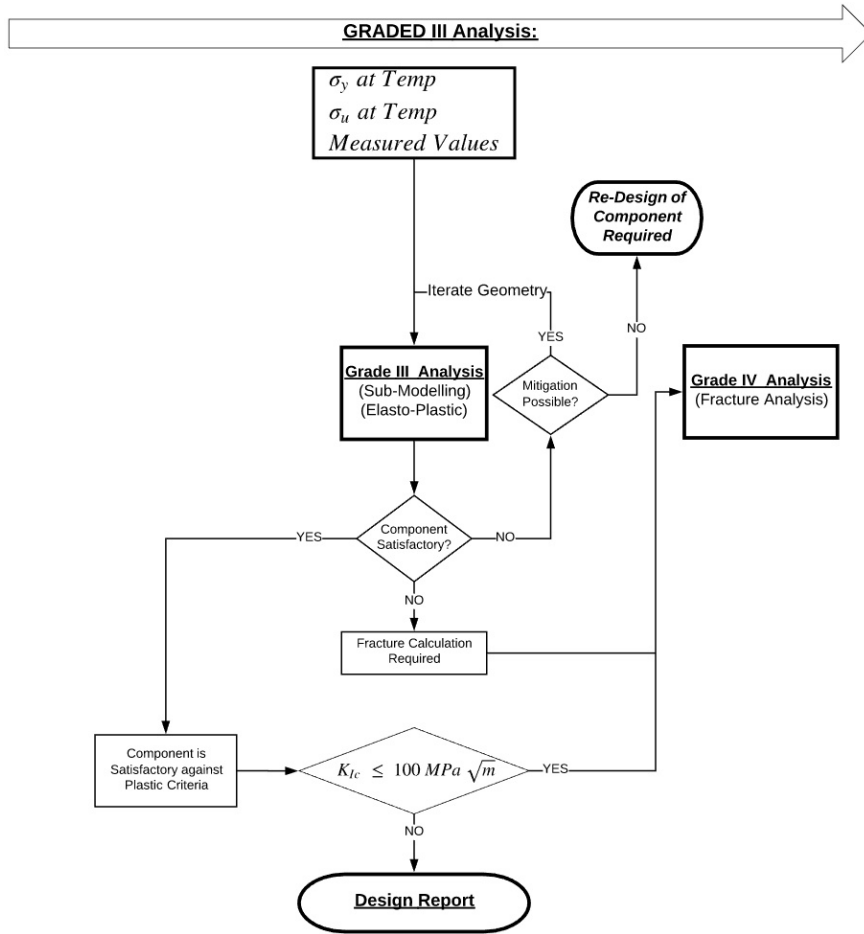 GRADED III Analysis:
σy at Temp
σu at Temp
Measured Values
Re-Design of
Component
Required
Iterate Geometry
YES
NO
Grade III Analysis
(Sub-Modelling)
(Elasto-Plastic)
Mitigation
Possible?
Grade IV Analysis
(Fracture Analysis)
YES
Component
Satisfactory?
NO
NO
Fracture Calculation
Required
Component is
Satisfactory against
Plastic Criteria
KIc ≤ 100 MPa √m
YES
NO
Design Report